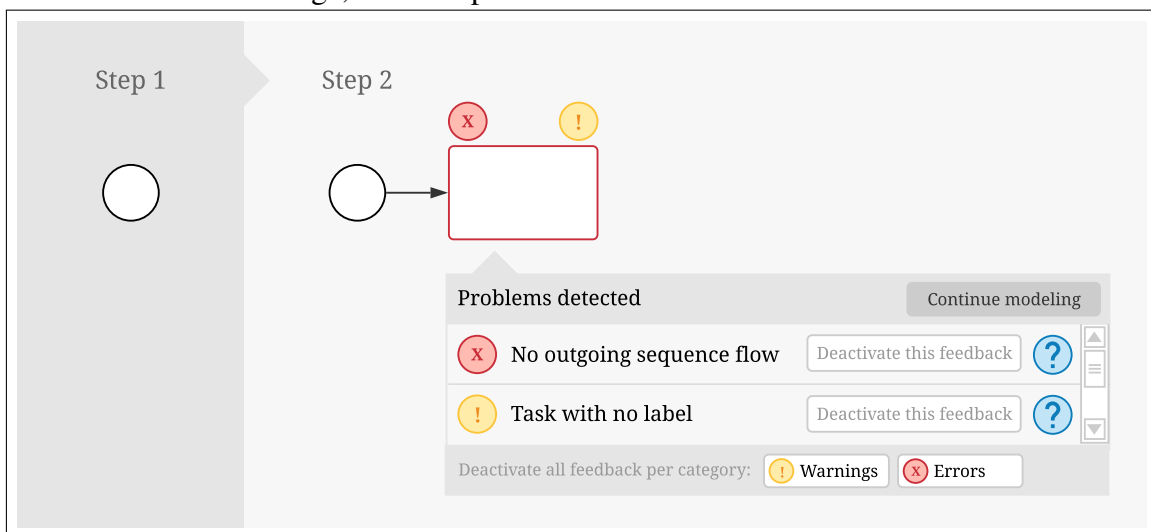 Step 1
Step 2
X
!
Problems detected
Continue modeling
X No outgoing sequence flow Deactivate this feedback ?
! Task with no label Deactivate this feedback ?
Deactivate all feedback per category: ! Warnings X Errors